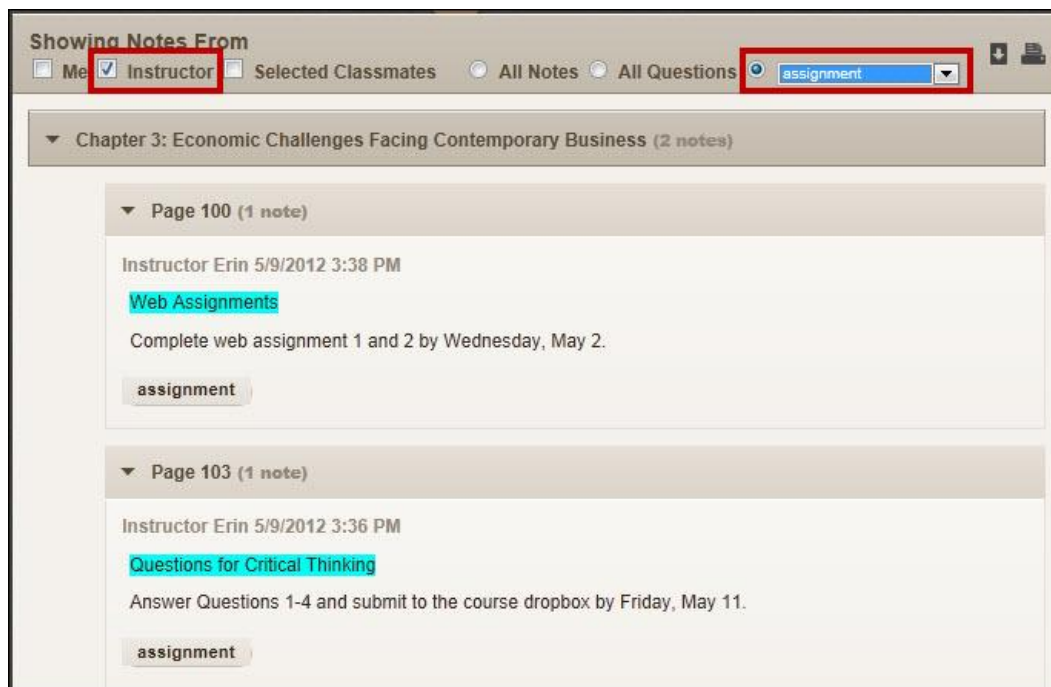 Showing Notes From
Me Instructor Selected Classmates All Notes All Questions assignment
Chapter 3: Economic Challenges Facing Contemporary Business (2 notes)
Page 100 (1 note)
Instructor Erin 5/9/2012 3:38 PM
Web Assignments
Complete web assignment 1 and 2 by Wednesday, May 2.
assignment
Page 103 (1 note)
Instructor Erin 5/9/2012 3:36 PM
Questions for Critical Thinking
Answer Questions 1-4 and submit to the course dropbox by Friday, May 11.
assignment